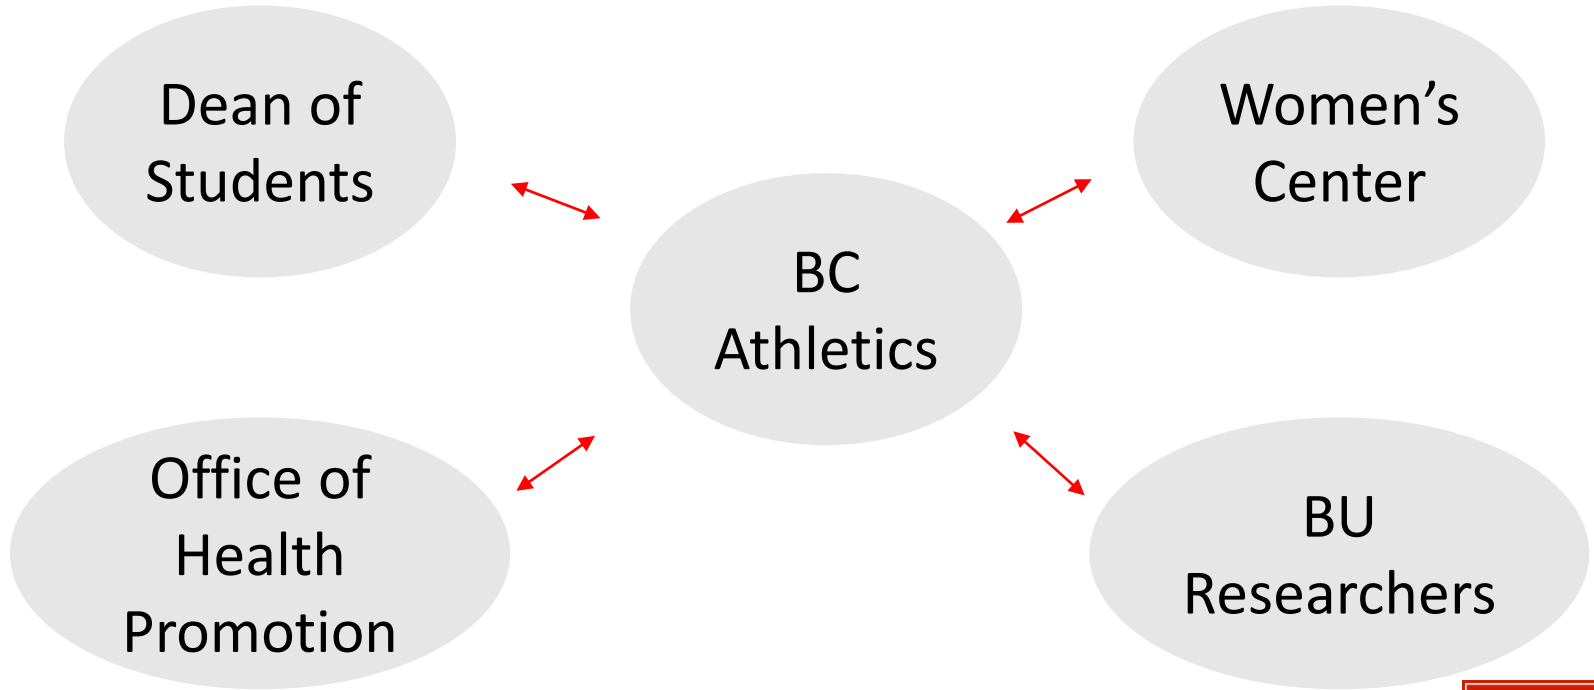 Dean of
Students
Women’s
Center
BC
Athletics
Office of
Health
Promotion
BU
Researchers